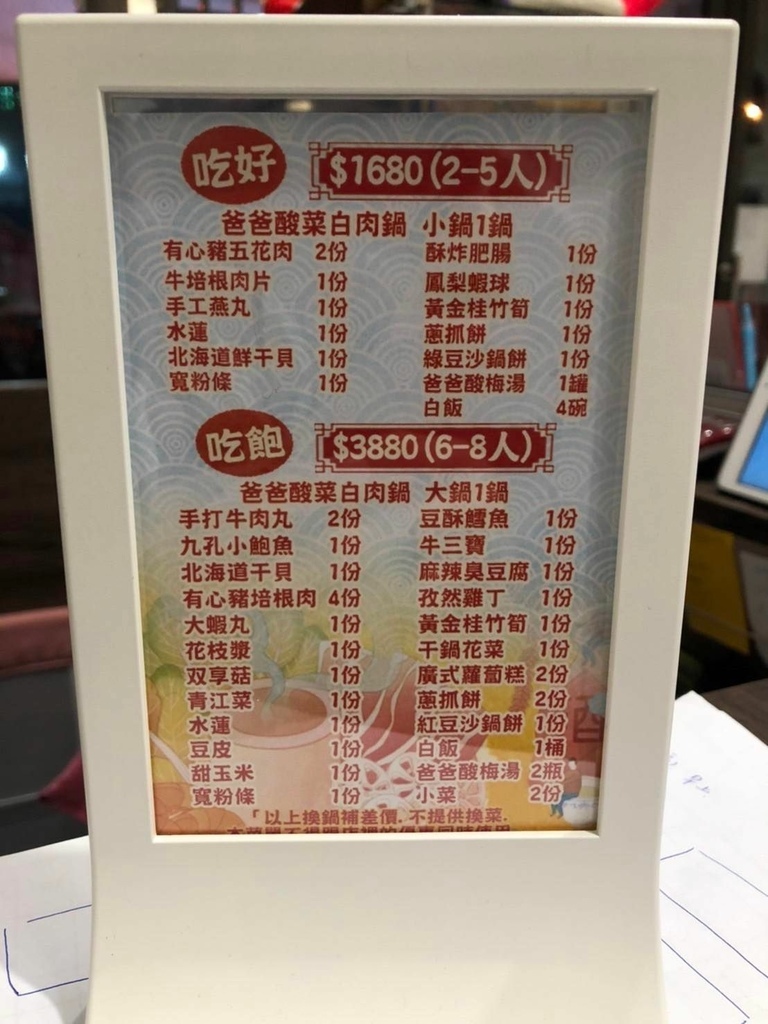 吃好 $1680(2-5人)
爸爸酸菜白肉鍋 小鍋1鍋
有心豬五花肉 2份 酥炸肥腸 1份
牛培根肉片 1份 鳳梨蝦球 1份
手工燕丸 1份 黃金桂竹筍 1份
水蓮 1份 蔥抓餅 1份
北海道鮮干貝 1份 綠豆沙鍋餅 1份
寬粉條 1份 爸爸酸梅湯 1罐
白飯 4碗
吃飽 $3880(6-8人)
爸爸酸菜白肉鍋 大鍋1鍋
手打牛肉丸 2份 豆酥鱈魚 1份
九孔小鮑魚 1份 牛三寶 1份
北海道干貝 1份 麻辣臭豆腐 1份
有心豬培根肉 4份 孜然雞丁 1份
大蝦丸 1份 黃金桂竹筍 1份
花枝漿 1份 干鍋花菜 1份
双享菇 1份 廣式蘿蔔糕 2份
青江菜 1份 蔥抓餅 2份
水蓮 1份 紅豆沙鍋餅 1份
豆皮 1份 白飯 1桶
甜玉米 1份 爸爸酸梅湯 2瓶
寬粉條 1份 小菜 2份
「以上換鍋補差價. 不提供換菜.